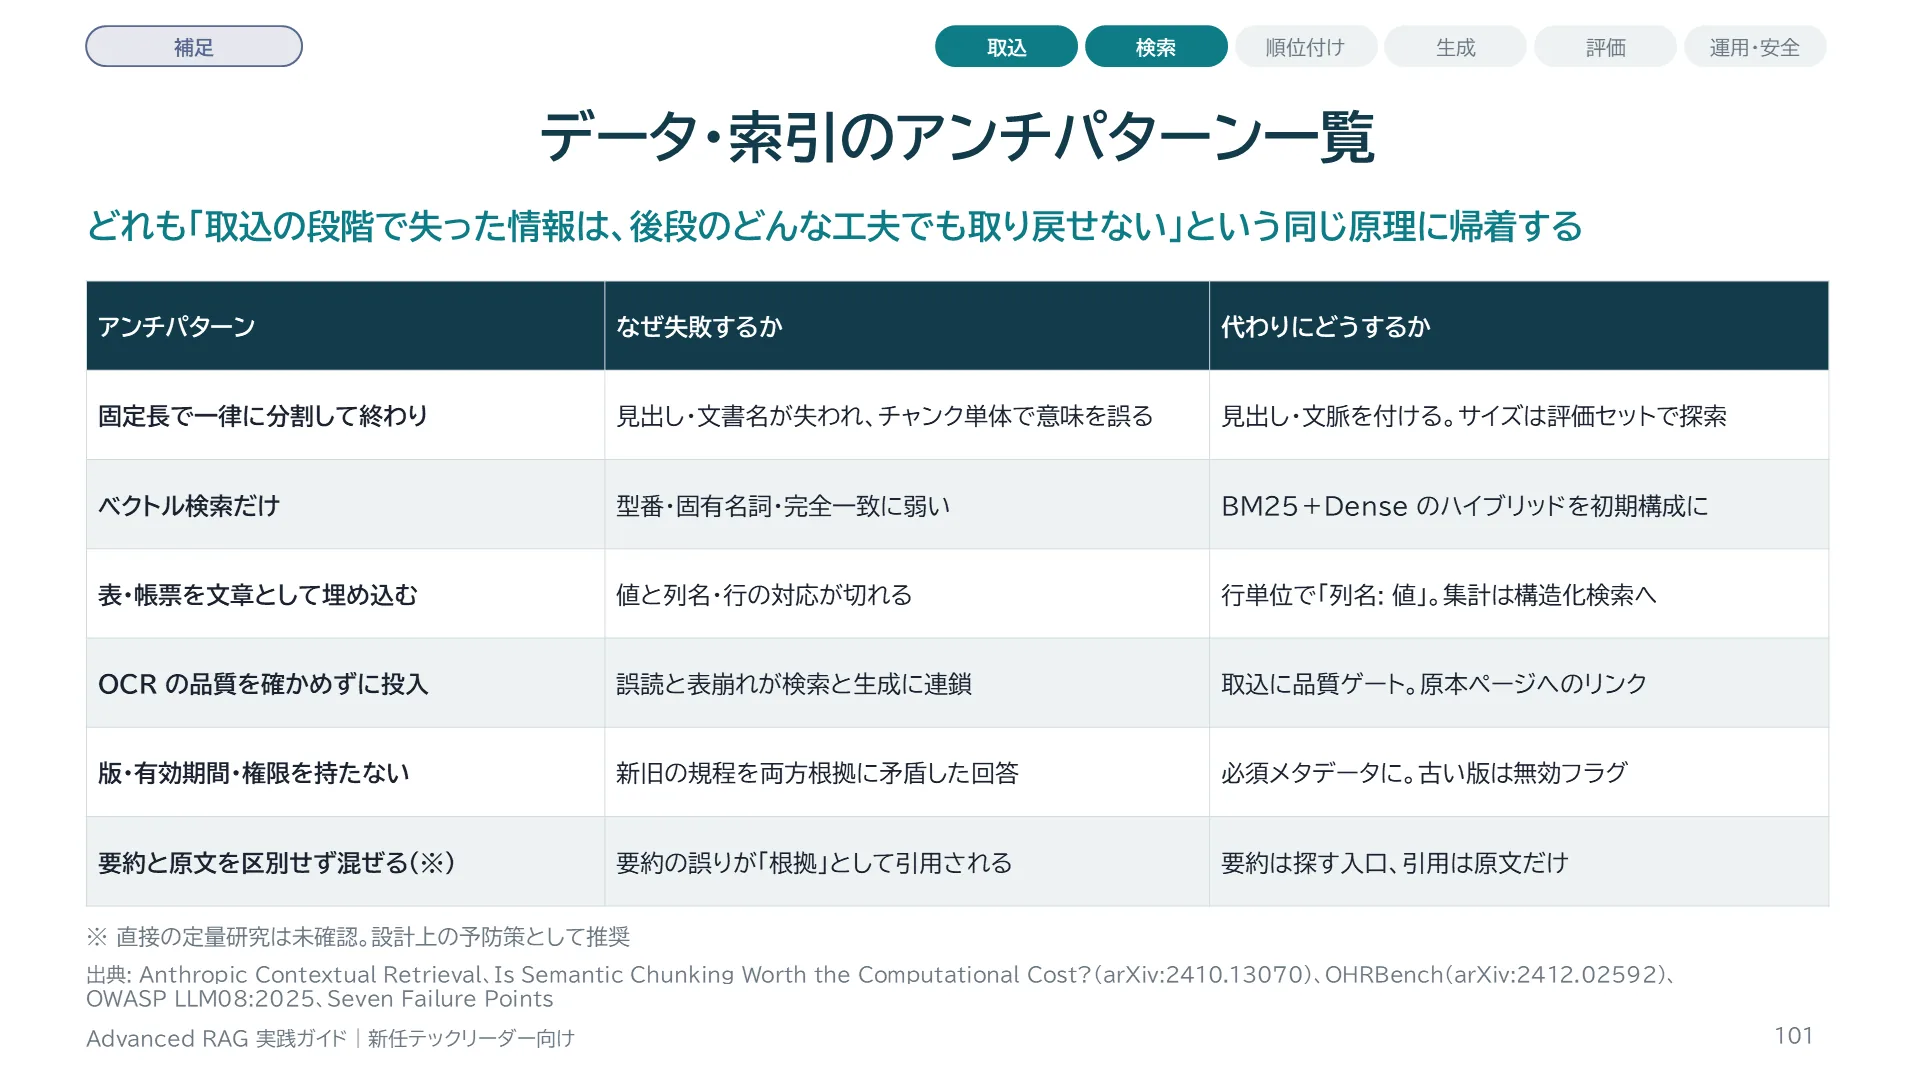 補足
取込
検索
順位付け
生成
評価
運用・安全
データ・索引のアンチパターン一覧
どれも「取込の段階で失った情報は、後段のどんな工夫でも取り戻せない」という同じ原理に帰着する
アンチパターン
なぜ失敗するか
代わりにどうするか
固定長で一律に分割して終わり
見出し・文書名が失われ、チャンク単体で意味を誤る
見出し・文脈を付ける。サイズは評価セットで探索
ベクトル検索だけ
型番・固有名詞・完全一致に弱い
BM25＋Dense のハイブリッドを初期構成に
表・帳票を文章として埋め込む
値と列名・行の対応が切れる
行単位で「列名: 値」。集計は構造化検索へ
OCR の品質を確かめずに投入
誤読と表崩れが検索と生成に連鎖
取込に品質ゲート。原本ページへのリンク
版・有効期間・権限を持たない
新旧の規程を両方根拠に矛盾した回答
必須メタデータに。古い版は無効フラグ
要約と原文を区別せず混ぜる（※）
要約の誤りが「根拠」として引用される
要約は探す入口、引用は原文だけ
※ 直接の定量研究は未確認。設計上の予防策として推奨
出典: Anthropic Contextual Retrieval、Is Semantic Chunking Worth the Computational Cost?（arXiv:2410.13070）、OHRBench（arXiv:2412.02592）、
OWASP LLM08:2025、Seven Failure Points
Advanced RAG 実践ガイド｜新任テックリーダー向け
101